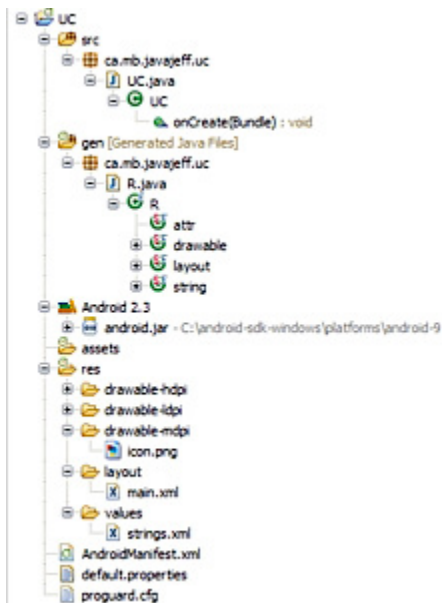 UC
src
ca.mb.javajeff.uc
UC.java
UC
onCreate(Bundle) : void
gen [Generated Java Files]
ca.mb.javajeff.uc
R.java
R
attr
drawable
layout
string
Android 2.3
android.jar - C:\android-sdk-windows\platforms\android-9
assets
res
drawable-hdpi
drawable-ldpi
drawable-mdpi
icon.png
layout
main.xml
values
strings.xml
AndroidManifest.xml
default.properties
proguard.cfg